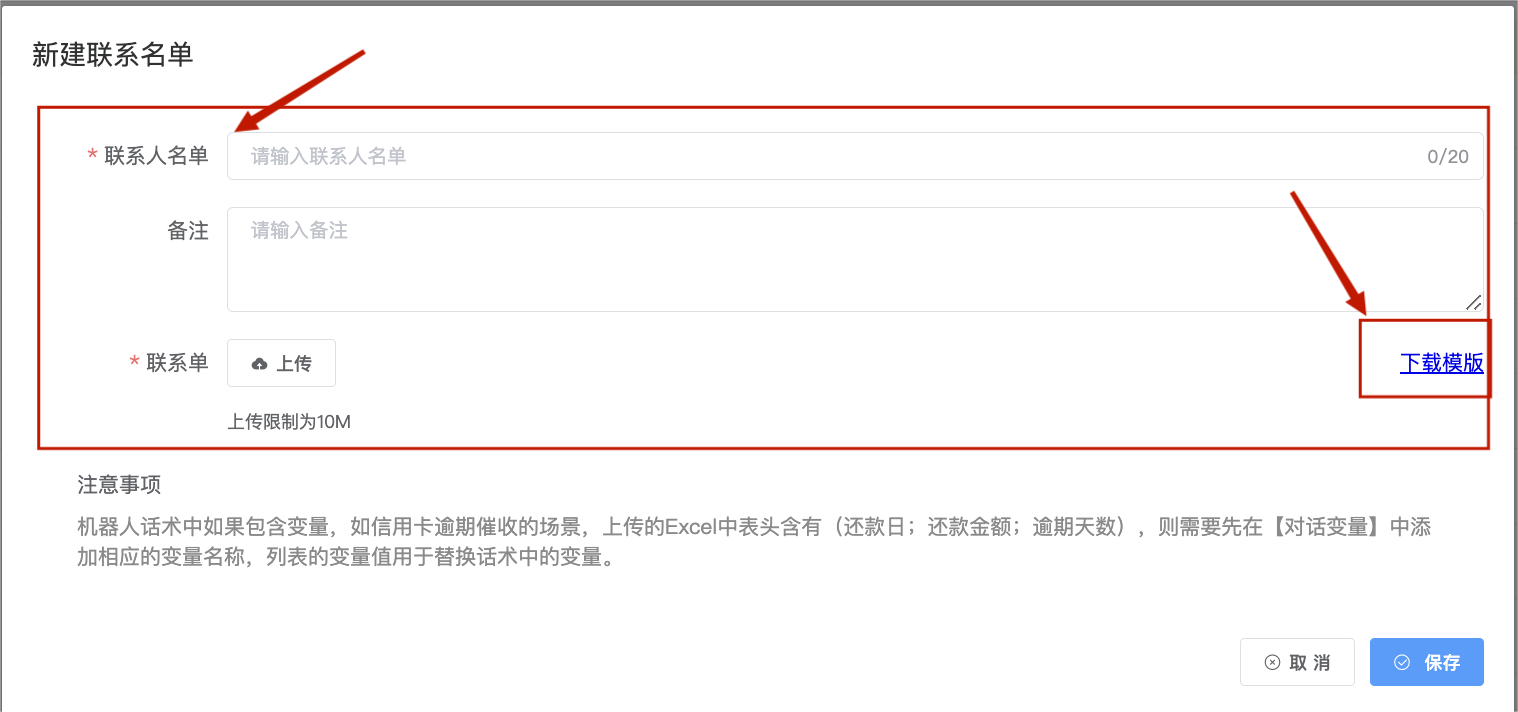 新建联系名单
* 联系人名单 请输入联系人名单 0/20
备注 请输入备注
* 联系单 上传 下载模版
上传限制为10M
注意事项
机器人话术中如果包含变量，如信用卡逾期催收的场景，上传的Excel中表头含有（还款日；还款金额；逾期天数），则需要先在【对话变量】中添
加相应的变量名称，列表的变量值用于替换话术中的变量。
取 消 保存